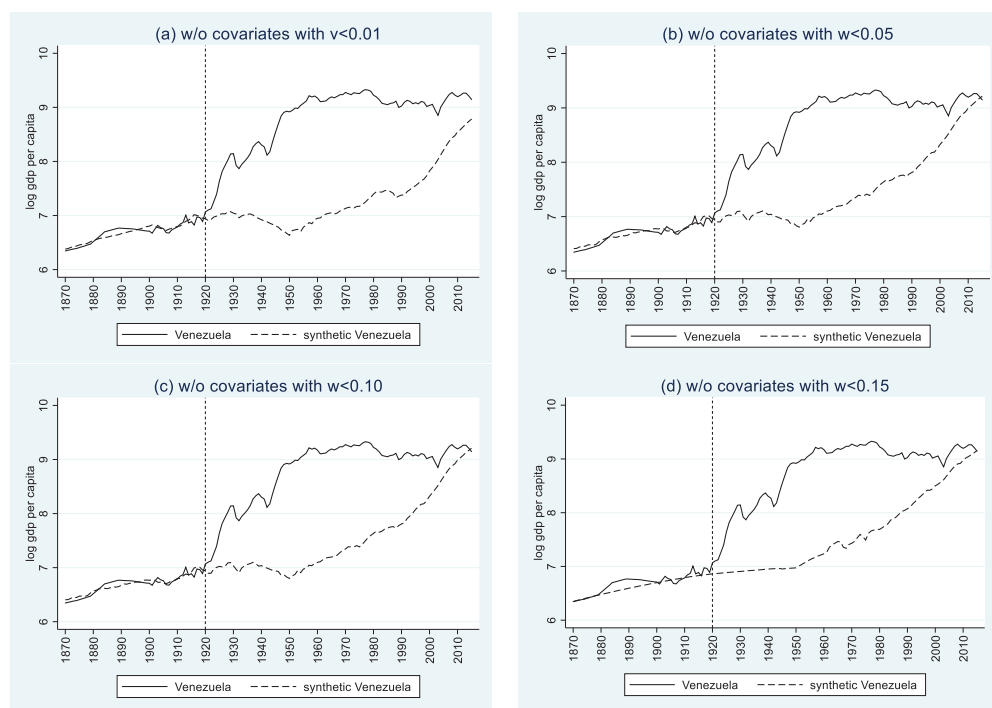 (a) w/o covariates with v<0.01
log gdp per capita
10
9
8
7
6
1870 1880 1890 1900 1910 1920 1930 1940 1950 1960 1970 1980 1990 2000 2010
Venezuela synthetic Venezuela
(b) w/o covariates with w<0.05
log gdp per capita
10
9
8
7
6
1870 1880 1890 1900 1910 1920 1930 1940 1950 1960 1970 1980 1990 2000 2010
Venezuela synthetic Venezuela
(c) w/o covariates with w<0.10
log gdp per capita
10
9
8
7
6
1870 1880 1890 1900 1910 1920 1930 1940 1950 1960 1970 1980 1990 2000 2010
Venezuela synthetic Venezuela
(d) w/o covariates with w<0.15
log gdp per capita
10
9
8
7
6
1870 1880 1890 1900 1910 1920 1930 1940 1950 1960 1970 1980 1990 2000 2010
Venezuela synthetic Venezuela